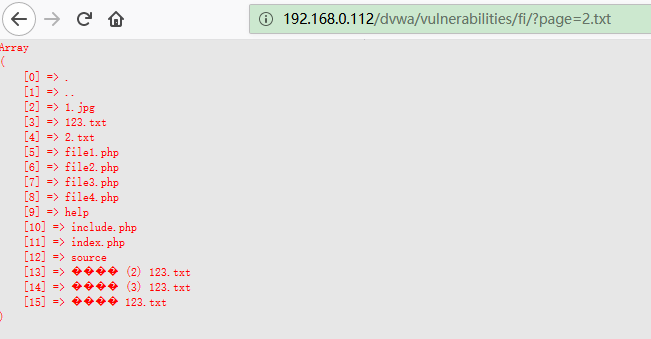 192.168.0.112/dvwa/vulnerabilities/fi/?page=2.txt
Array
(
[0] => .
[1] => ..
[2] => 1.jpg
[3] => 123.txt
[4] => 2.txt
[5] => file1.php
[6] => file2.php
[7] => file3.php
[8] => file4.php
[9] => help
[10] => include.php
[11] => index.php
[12] => source
[13] => ���� (2) 123.txt
[14] => ���� (3) 123.txt
[15] => ���� 123.txt
)